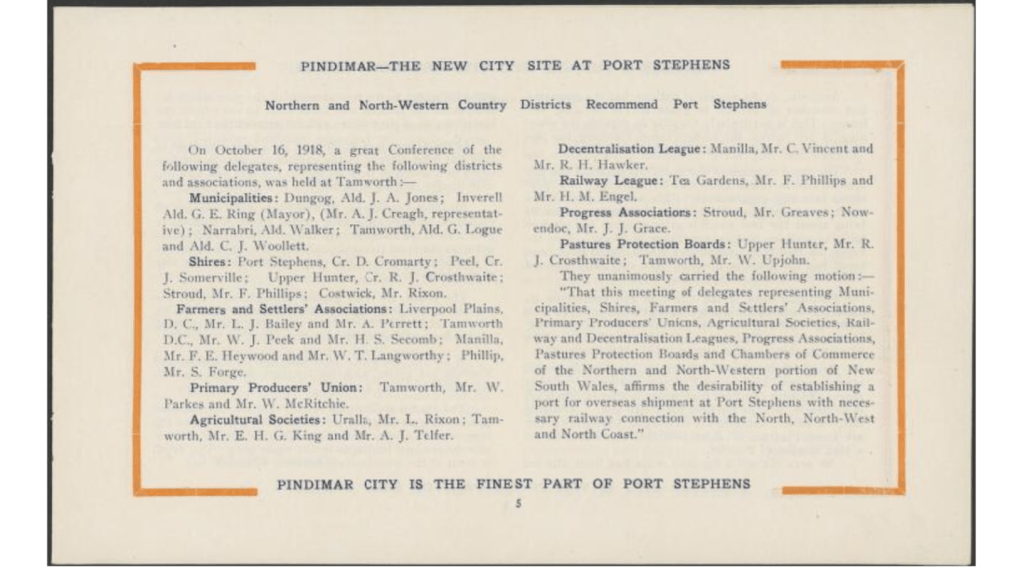 PINDIMAR—THE NEW CITY SITE AT PORT STEPHENS
Northern and North-Western Country Districts Recommend Port Stephens
On October 16, 1918, a great Conference of the
following delegates, representing the following districts
and associations, was held at Tamworth:—
Municipalities: Dungog, Ald. J. A. Jones; Inverell
Ald. G. E. Ring (Mayor), (Mr. A. J. Creagh, representat-
ive); Narrabri, Ald. Walker; Tamworth, Ald. G. Logue
and Ald. C. J. Woollett.
Shires: Port Stephens, Cr. D. Cromarty; Peel, Cr.
J. Somerville; Upper Hunter, Cr. R. J. Crosthwaite;
Stroud, Mr. F. Phillips; Costwick, Mr. Rixon.
Farmers and Settlers' Associations: Liverpool Plains,
D. C., Mr. L. J. Bailey and Mr. A. Perrett; Tamworth
D.C., Mr. W. J. Peek and Mr. H. S. Secomb; Manilla,
Mr. F. E. Heywood and Mr. W. T. Langworthy; Phillip,
Mr. S. Forge.
Primary Producers' Union: Tamworth, Mr. W.
Parkes and Mr. W. McRitchie.
Agricultural Societies: Uralla, Mr. L. Rixon; Tam-
worth, Mr. E. H. G. King and Mr. A. J. Telfer.
Decentralisation League: Manilla, Mr. C. Vincent and
Mr. R. H. Hawker.
Railway League: Tea Gardens, Mr. F. Phillips and
Mr. H. M. Engel.
Progress Associations: Stroud, Mr. Greaves; Now-
endoc, Mr. J. J. Grace.
Pastures Protection Boards: Upper Hunter, Mr. R.
J. Crosthwaite; Tamworth, Mr. W. Upjohn.
They unanimously carried the following motion:—
"That this meeting of delegates representing Muni-
cipalities, Shires, Farmers and Settlers' Associations,
Primary Producers' Unions, Agricultural Societies, Rail-
way and Decentralisation Leagues, Progress Associations,
Pastures Protection Boards and Chambers of Commerce
of the Northern and North-Western portion of New
South Wales, affirms the desirability of establishing a
port for overseas shipment at Port Stephens with neces-
sary railway connection with the North, North-West
and North Coast."
PINDIMAR CITY IS THE FINEST PART OF PORT STEPHENS
5